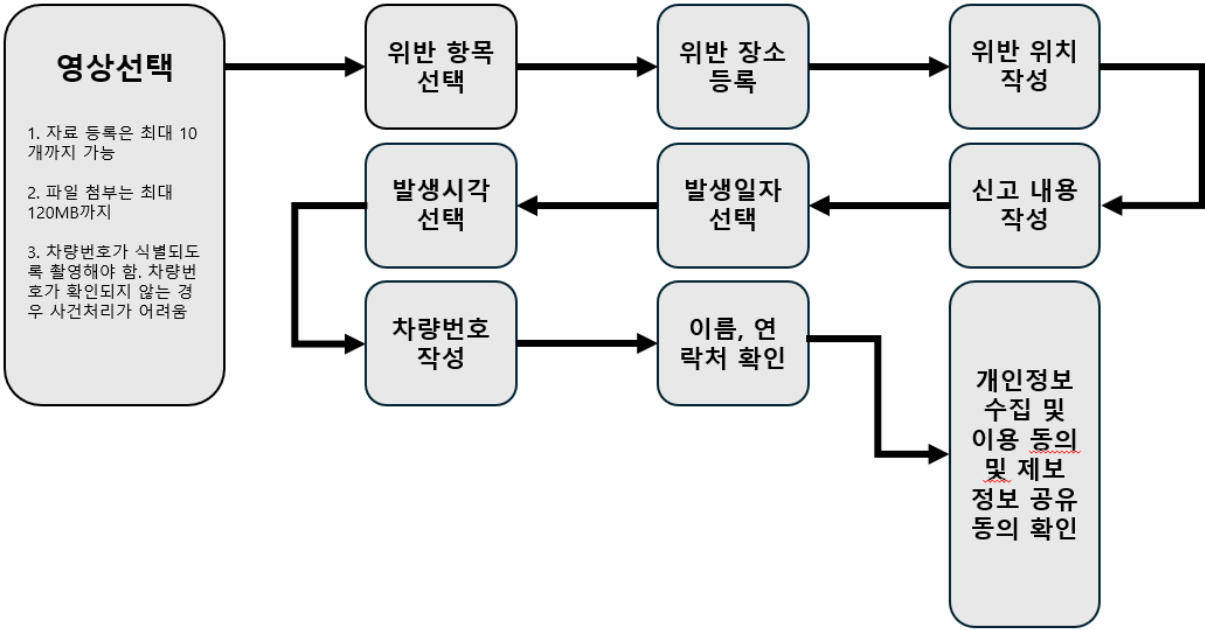 영상선택
1. 자료 등록은 최대 10
개까지 가능
2. 파일 첨부는 최대
120MB까지
3. 차량번호가 식별되도
록 촬영해야 함. 차량번
호가 확인되지 않는 경
우 사건처리가 어려움
위반 항목
선택
위반 장소
등록
위반 위치
작성
신고 내용
작성
발생일자
선택
발생시각
선택
차량번호
작성
이름, 연
락처 확인
개인정보
수집 및
이용 동의
및 제보
정보 공유
동의 확인